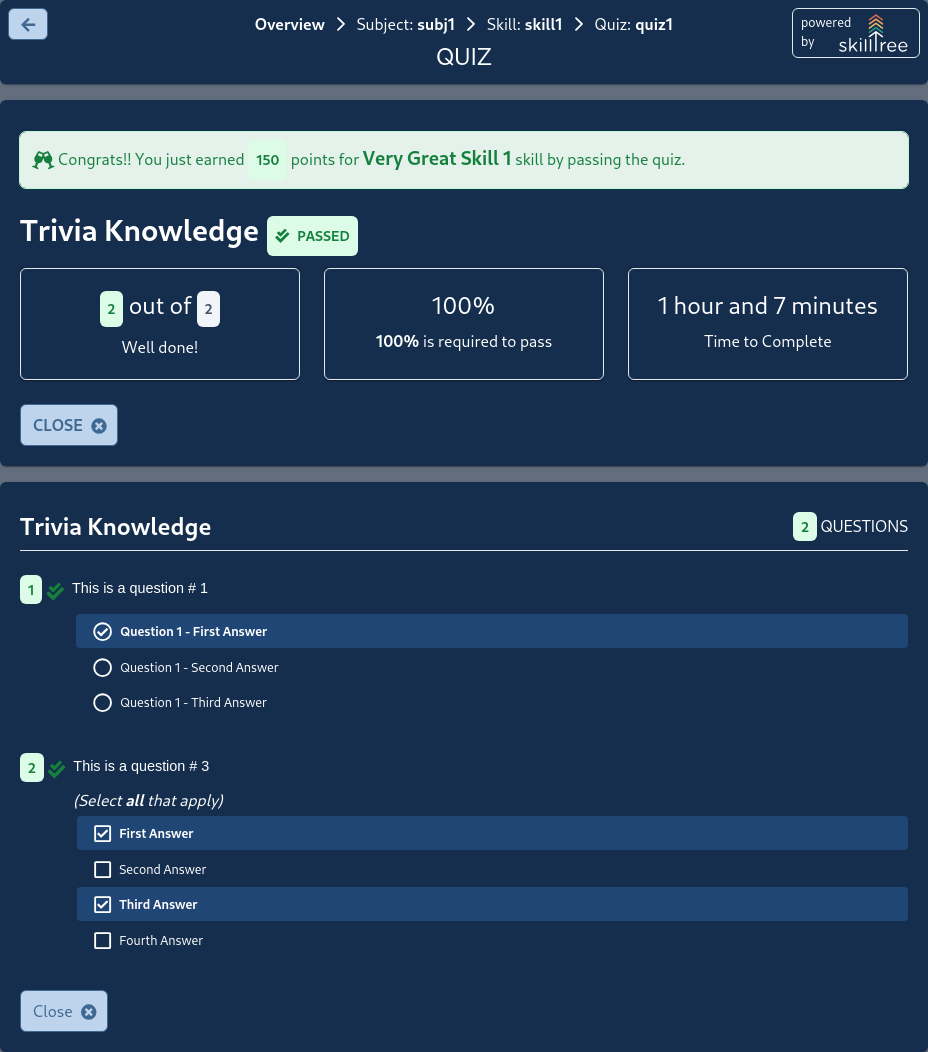 Overview > Subject: subj1 > Skill: skill1 > Quiz: quiz1
QUIZ
powered
by
skilltree
Congrats!! You just earned 150 points for Very Great Skill 1 skill by passing the quiz.
Trivia Knowledge PASSED
2 out of 2
Well done!
100%
100% is required to pass
1 hour and 7 minutes
Time to Complete
CLOSE
Trivia Knowledge
2 QUESTIONS
1 This is a question # 1
Question 1 - First Answer
Question 1 - Second Answer
Question 1 - Third Answer
2 This is a question # 3
(Select all that apply)
First Answer
Second Answer
Third Answer
Fourth Answer
Close